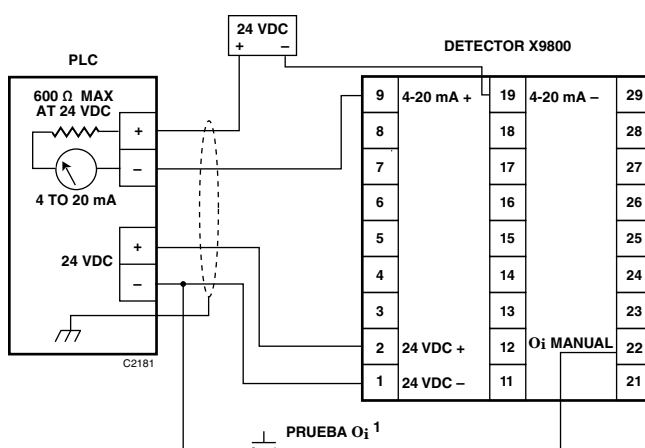 24 VDC
+ −
PLC
DETECTOR X9800
600 Ω MAX
AT 24 VDC
+
−
4 TO 20 mA
24 VDC
+
−
C2181
9 4-20 mA + 19 4-20 mA – 29
8 18 28
7 17 27
6 16 26
5 15 25
4 14 24
3 13 23
2 24 VDC + 12 Oi MANUAL 22
1 24 VDC – 11 21
PRUEBA Oi 1